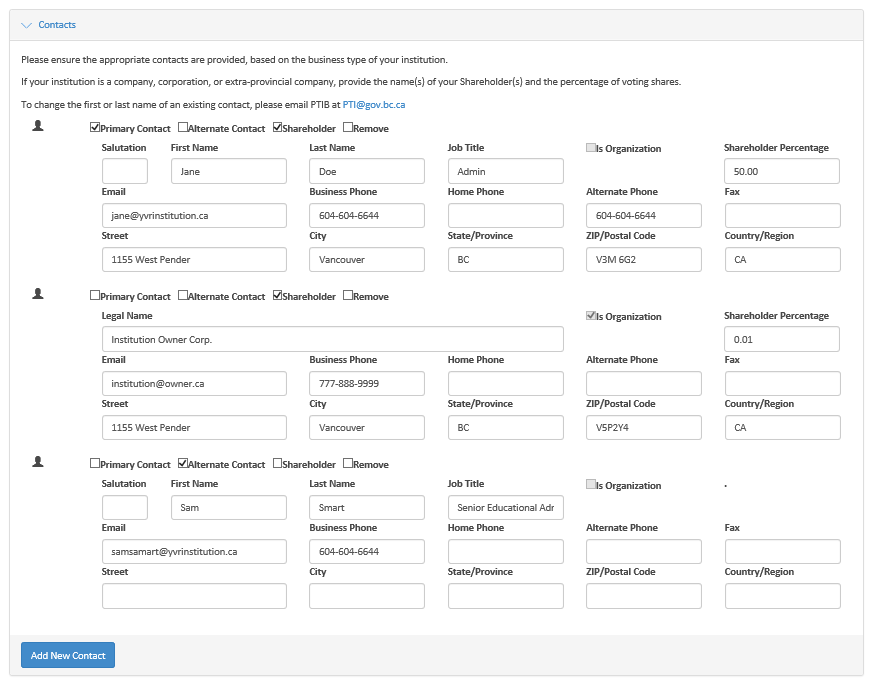 Contacts
Please ensure the appropriate contacts are provided, based on the business type of your institution.
If your institution is a company, corporation, or extra-provincial company, provide the name(s) of your Shareholder(s) and the percentage of voting shares.
To change the first or last name of an existing contact, please email PTIB at PTI@gov.bc.ca
Primary Contact Alternate Contact Shareholder Remove
Salutation First Name Last Name Job Title Is Organization Shareholder Percentage
Jane Doe Admin 50.00
Email Business Phone Home Phone Alternate Phone Fax
jane@yvrinstitution.ca 604-604-6644 604-604-6644
Street City State/Province ZIP/Postal Code Country/Region
1155 West Pender Vancouver BC V3M 6G2 CA
Primary Contact Alternate Contact Shareholder Remove
Legal Name Is Organization Shareholder Percentage
Institution Owner Corp. 0.01
Email Business Phone Home Phone Alternate Phone Fax
institution@owner.ca 777-888-9999
Street City State/Province ZIP/Postal Code Country/Region
1155 West Pender Vancouver BC V5P2Y4 CA
Primary Contact Alternate Contact Shareholder Remove
Salutation First Name Last Name Job Title Is Organization .
Sam Smart Senior Educational Adr
Email Business Phone Home Phone Alternate Phone Fax
samsamart@yvrinstitution.ca 604-604-6644
Street City State/Province ZIP/Postal Code Country/Region
Add New Contact